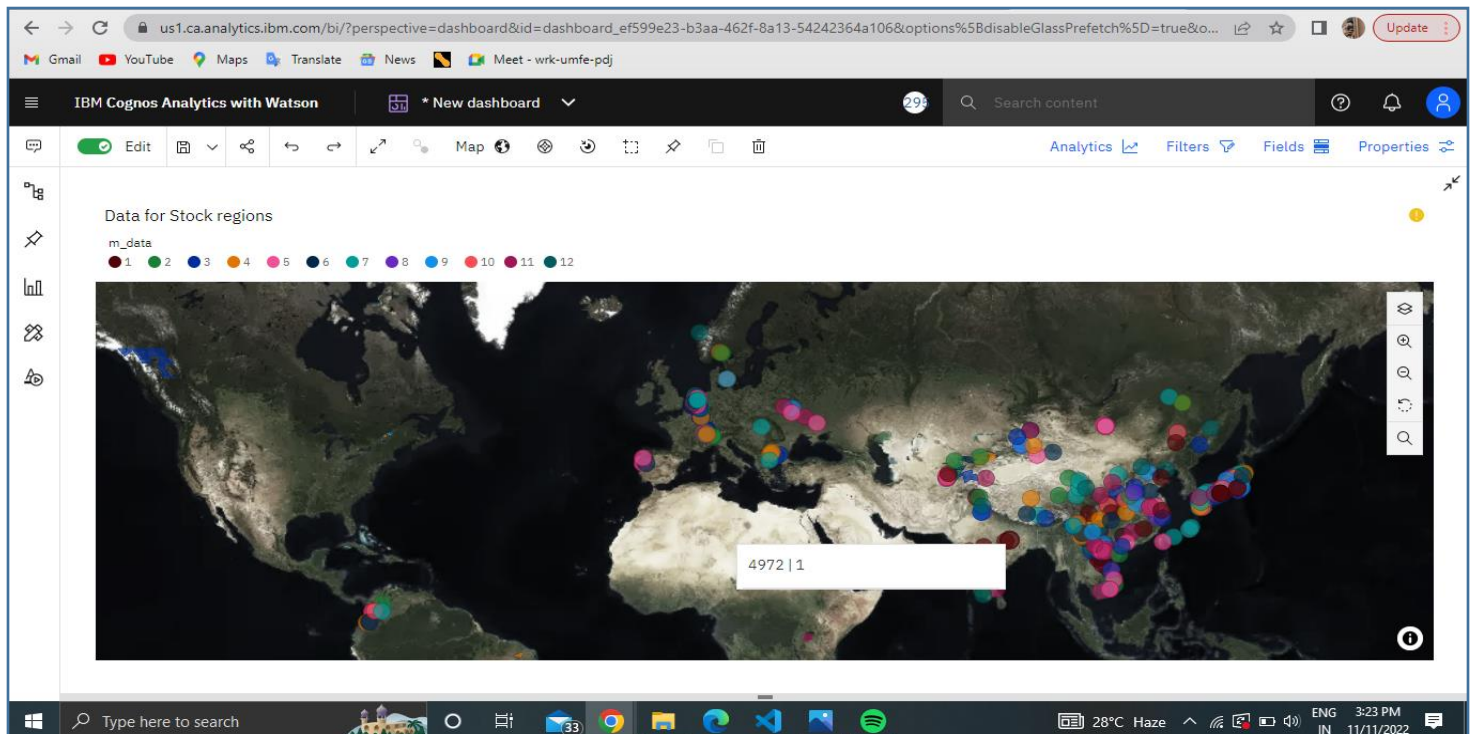 us1.ca.analytics.ibm.com/bi/?perspective=dashboard&id=dashboard_ef599e23-b3aa-462f-8a13-54242364a106&options%5BdisableGlassPrefetch%5D=true&o...
Update
Gmail YouTube Maps Translate News Meet - wrk-umfe-pdj
IBM Cognos Analytics with Watson * New dashboard Search content
Edit Map Analytics Filters Fields Properties
Data for Stock regions
m_data
1 2 3 4 5 6 7 8 9 10 11 12
4972|1
Type here to search 33 28°C Haze ENG 3:23 PM
IN 11/11/2022